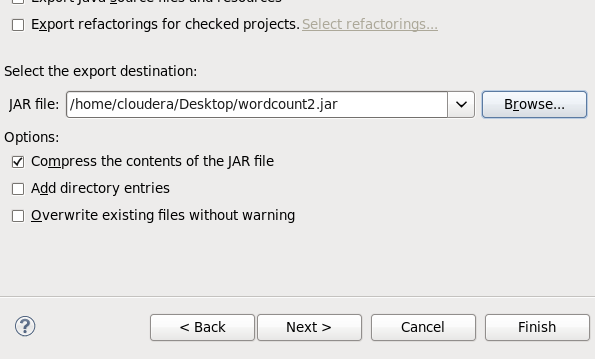 Export Java source files and resources
Export refactorings for checked projects. Select refactorings...
Select the export destination:
JAR file: /home/cloudera/Desktop/wordcount2.jar Browse...
Options:
Compress the contents of the JAR file
Add directory entries
Overwrite existing files without warning
? < Back Next > Cancel Finish